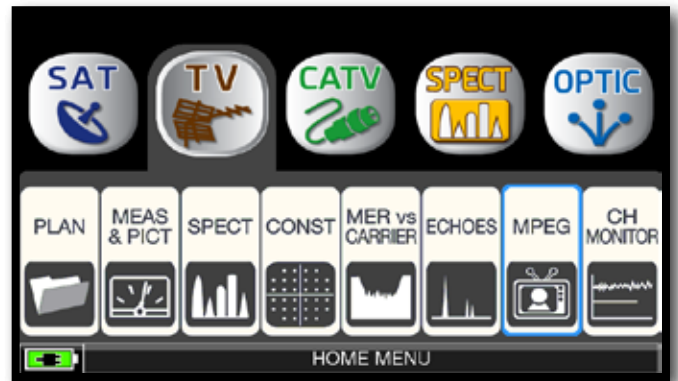 SAT TV CATV SPECT OPTIC
PLAN MEAS & PICT SPECT CONST MER vs CARRIER ECHOES MPEG CH MONITOR
HOME MENU